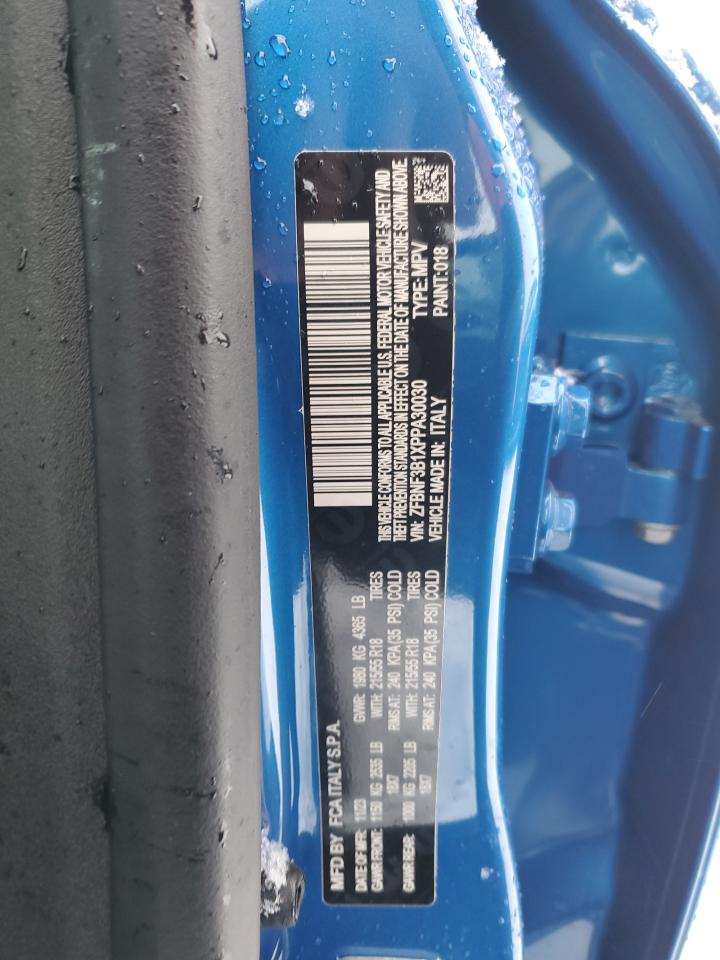 MFD BY FCA ITALY S.P.A.
DATE OF MFR: 11/23 GVWR: 1980 KG 4365 LB
GAWR FRONT: 1150 KG 2535 LB WITH: 215/55 R18 TIRES
18X7 RIMS AT: 240 KPA (35 PSI) COLD
GAWR REAR: 1000 KG 2205 LB WITH: 215/55 R18 TIRES
18X7 RIMS AT: 240 KPA (35 PSI) COLD
THIS VEHICLE CONFORMS TO ALL APPLICABLE U.S. FEDERAL MOTOR VEHICLE SAFETY AND
THEFT PREVENTION STANDARDS IN EFFECT ON THE DATE OF MANUFACTURE SHOWN ABOVE.
VIN: ZFBNF3B1XPPA30030 TYPE: MPV
VEHICLE MADE IN: ITALY PAINT: 018